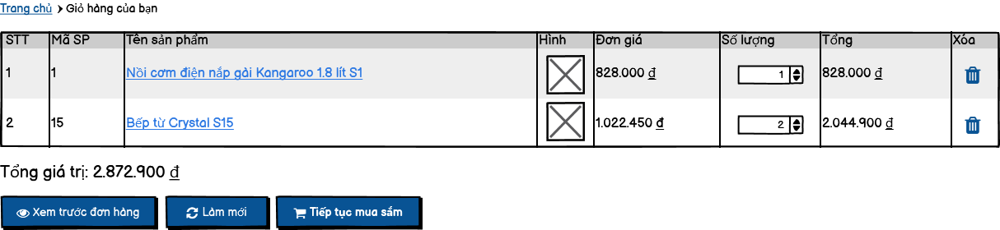 Trang chủ > Giỏ hàng của bạn
STT Mã SP Tên sản phẩm Hình Đơn giá Số lượng Tổng Xóa
1 1 Nồi cơm điện nắp gài Kangaroo 1.8 lít S1 828.000 đ 1 828.000 đ
2 15 Bếp từ Crystal S15 1.022.450 đ 2 2.044.900 đ
Tổng giá trị: 2.872.900 đ
Xem trước đơn hàng Làm mới Tiếp tục mua sắm